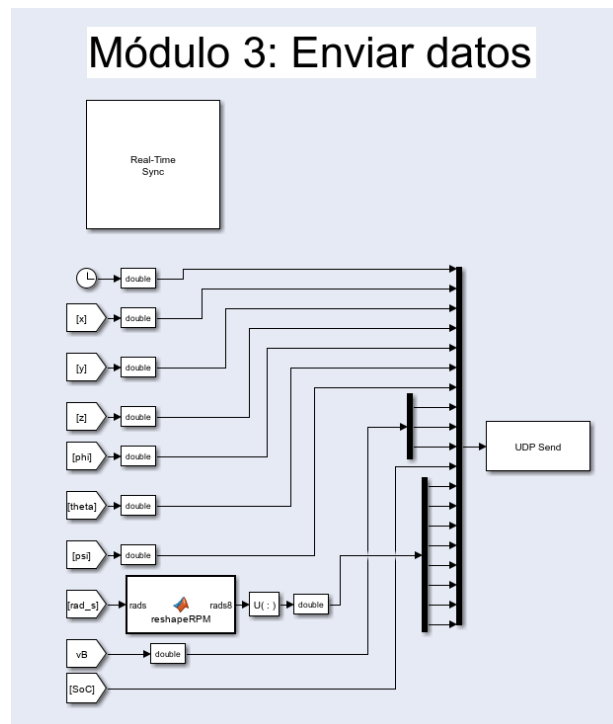 Módulo 3: Enviar datos
Real-Time
Sync
double
[x]
double
[y]
double
[z]
double
[phi]
double
[theta]
double
[psi]
double
[rad_s]
rads
rads8
reshapeRPM
U( : )
double
vB
double
[SoC]
UDP Send